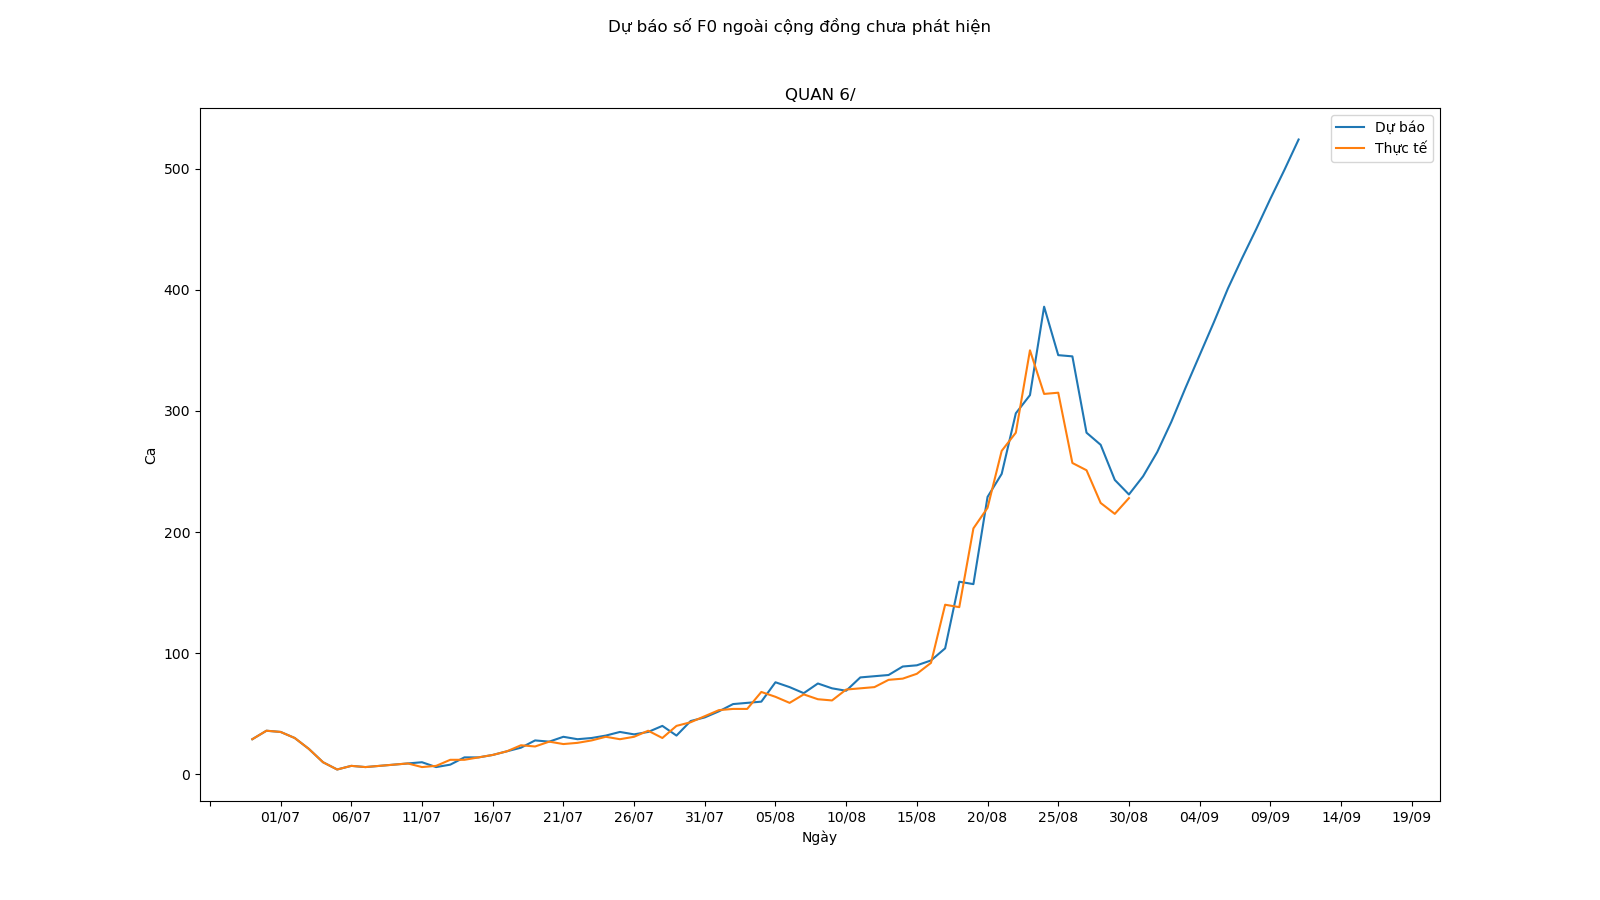 Dự báo số F0 ngoài cộng đồng chưa phát hiện
QUAN 6/
Dự báo
Thực tế
500
400
300
200
100
0
Ca
01/07 06/07 11/07 16/07 21/07 26/07 31/07 05/08 10/08 15/08 20/08 25/08 30/08 04/09 09/09 14/09 19/09
Ngày